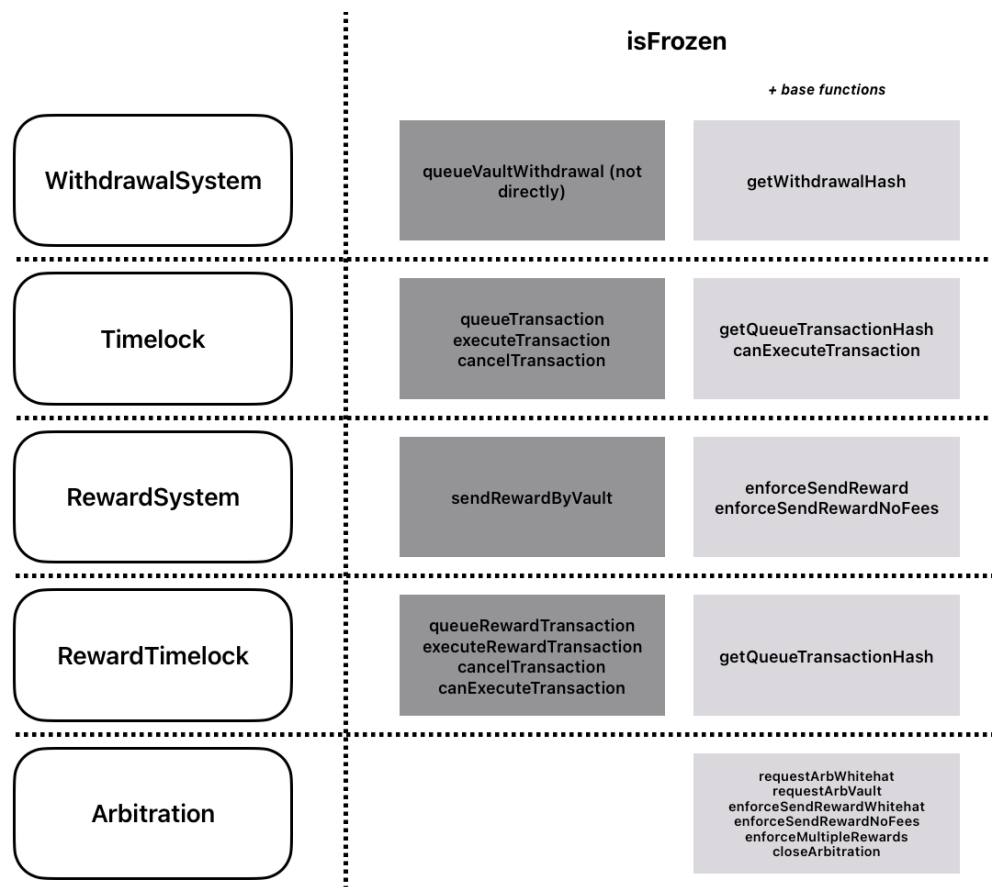 isFrozen
+ base functions
WithdrawalSystem
queueVaultWithdrawal (not
directly)
getWithdrawalHash
Timelock
queueTransaction
executeTransaction
cancelTransaction
getQueueTransactionHash
canExecuteTransaction
RewardSystem
sendRewardByVault
enforceSendReward
enforceSendRewardNoFees
RewardTimelock
queueRewardTransaction
executeRewardTransaction
cancelTransaction
canExecuteTransaction
getQueueTransactionHash
Arbitration
requestArbWhitehat
requestArbVault
enforceSendRewardWhitehat
enforceSendRewardNoFees
enforceMultipleRewards
closeArbitration